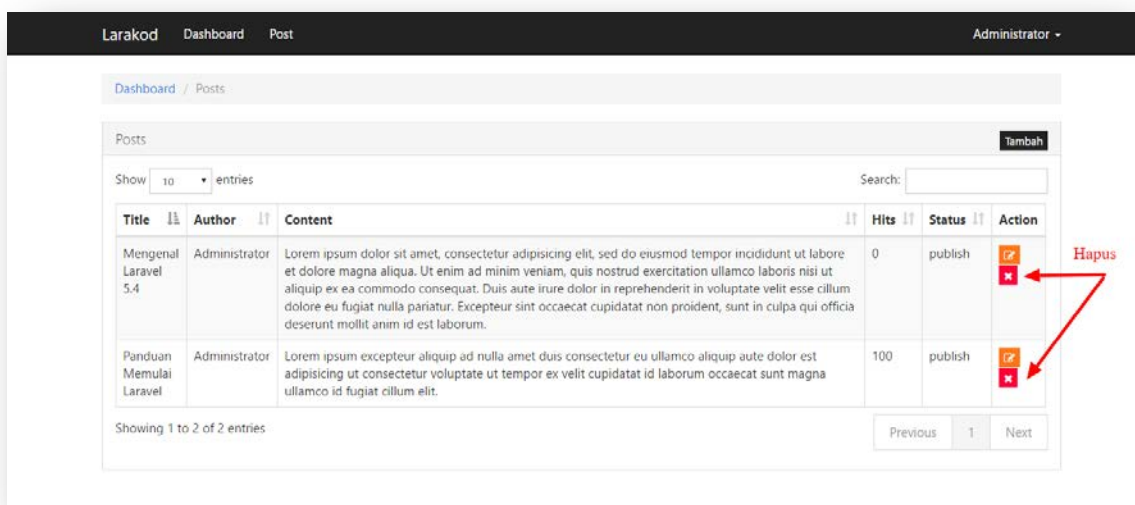 Larakod Dashboard Post Administrator
Dashboard / Posts
Posts Tambah
Show 10 entries Search:
Title Author Content Hits Status Action
Mengenal Administrator Lorem ipsum dolor sit amet, consectetur adipisicing elit, sed do eiusmod tempor incididunt ut labore 0 publish
Laravel et dolore magna aliqua. Ut enim ad minim veniam, quis nostrud exercitation ullamco laboris nisi ut
5.4 aliquip ex ea commodo consequat. Duis aute irure dolor in reprehenderit in voluptate velit esse cillum
dolore eu fugiat nulla pariatur. Excepteur sint occaecat cupidatat non proident, sunt in culpa qui officia
deserunt mollit anim id est laborum.
Hapus
Panduan Administrator Lorem ipsum excepteur aliquip ad nulla amet duis consectetur eu ullamco aliquip aute dolor est 100 publish
Memulai adipisicing ut consectetur voluptate ut tempor ex velit cupidatat id laborum occaecat sunt magna
Laravel ullamco id fugiat cillum elit.
Showing 1 to 2 of 2 entries Previous 1 Next